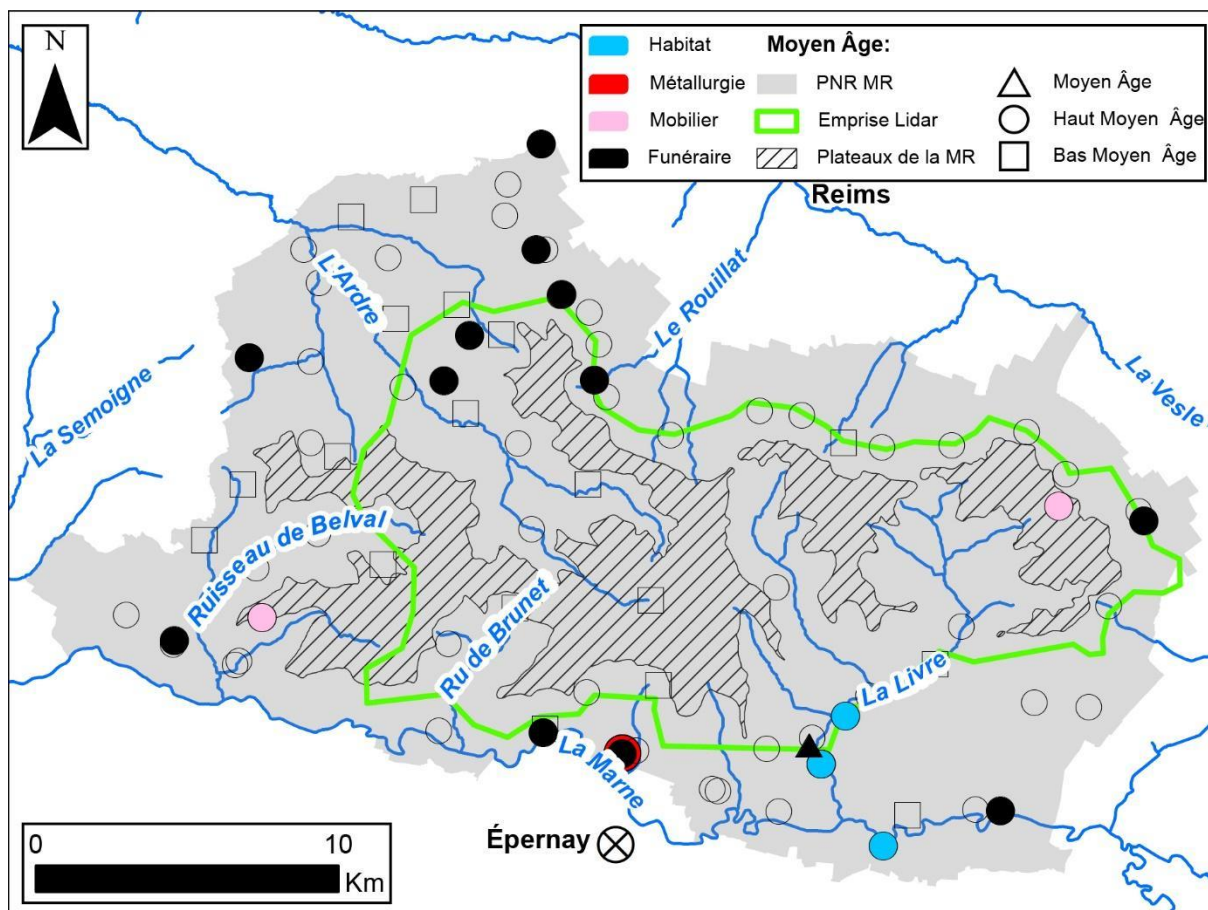 N
Habitat
Métallurgie
Mobilier
Funéraire
Moyen Âge:
PNR MR
Emprise Lidar
Plateaux de la MR
Moyen Âge
Haut Moyen Âge
Bas Moyen Âge
Reims
L'Ardre
Le Rouillat
La Vesle
La Semoigne
Ruisseau de Belval
Ru de Brunet
La Livre
La Marne
Épernay
0 10
Km